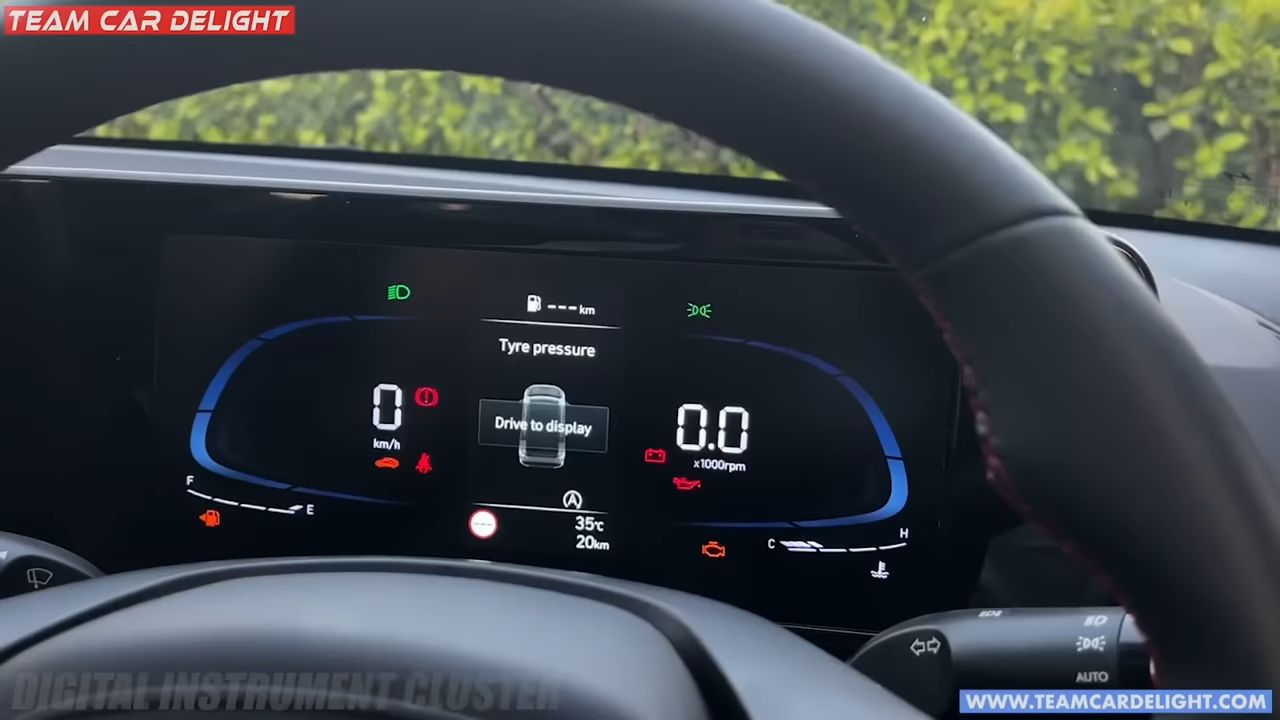 TEAM CAR DELIGHT
--- km
Tyre pressure
0
km/h
Drive to display
0.0
x1000rpm
F
E
A
35℃
20km
C
H
AUTO
DIGITAL INSTRUMENT CLUSTER
WWW.TEAMCARDELIGHT.COM